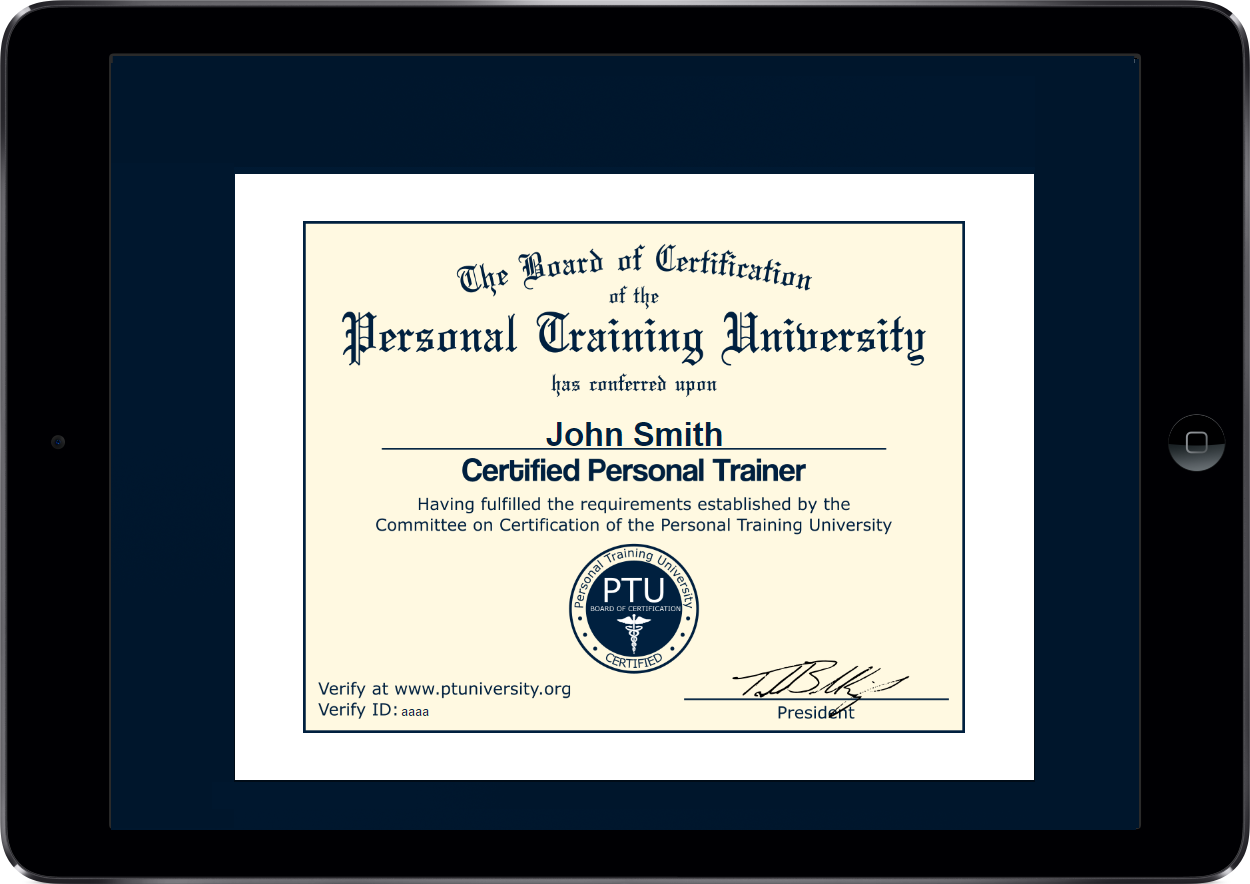 The Board of Certification
of the
Personal Training University
has conferred upon
John Smith
Certified Personal Trainer
Having fulfilled the requirements established by the
Committee on Certification of the Personal Training University
Personal Training University
PTU
BOARD OF CERTIFICATION
CERTIFIED
Verify at www.ptuniversity.org
Verify ID: aaaa
President